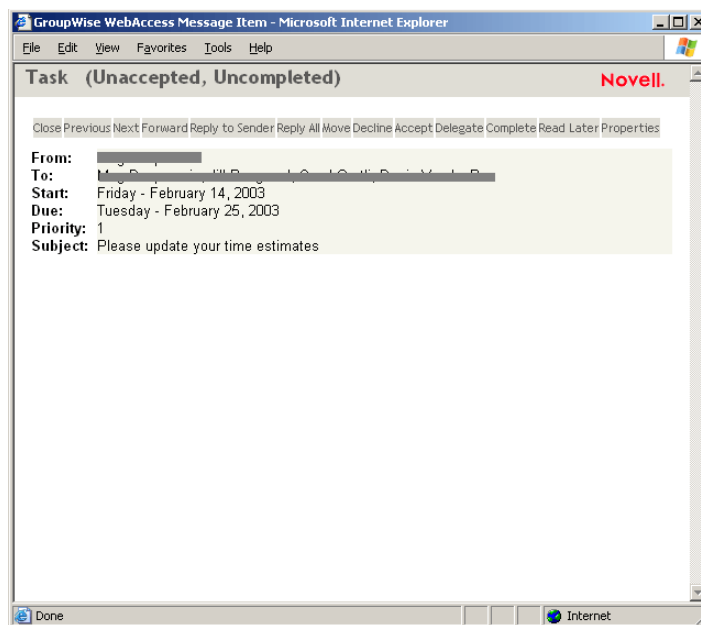 GroupWise WebAccess Message Item - Microsoft Internet Explorer
File Edit View Favorites Tools Help
Task (Unaccepted, Uncompleted)
Novell.
Close Previous Next Forward Reply to Sender Reply All Move Decline Accept Delegate Complete Read Later Properties
From:
To:
Start: Friday - February 14, 2003
Due: Tuesday - February 25, 2003
Priority: 1
Subject: Please update your time estimates
Done Internet